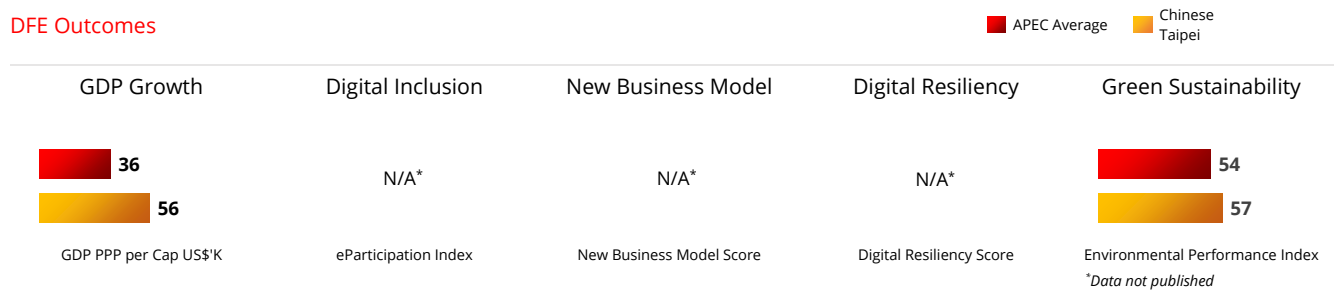 DFE Outcomes
APEC Average
Chinese
Taipei
GDP Growth
Digital Inclusion
New Business Model
Digital Resiliency
Green Sustainability
36
56
N/A*
N/A*
N/A*
54
57
GDP PPP per Cap US$'K
eParticipation Index
New Business Model Score
Digital Resiliency Score
Environmental Performance Index
*Data not published